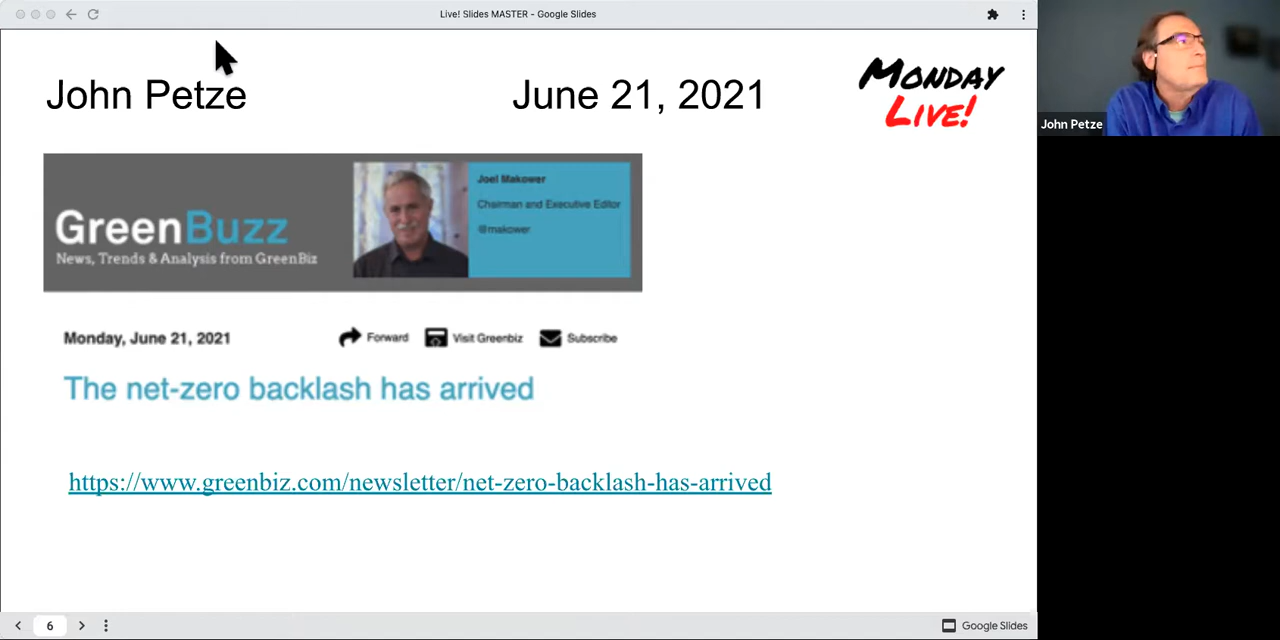 Live! Slides MASTER - Google Slides
John Petze
June 21, 2021
MONDAY
LIVE!
John Petze
GreenBuzz
News, Trends & Analysis from GreenBiz
Joel Makower
Chairman and Executive Editor
@makower
Monday, June 21, 2021
Forward
Visit Greenbiz
Subscribe
The net-zero backlash has arrived
https://www.greenbiz.com/newsletter/net-zero-backlash-has-arrived
6
Google Slides